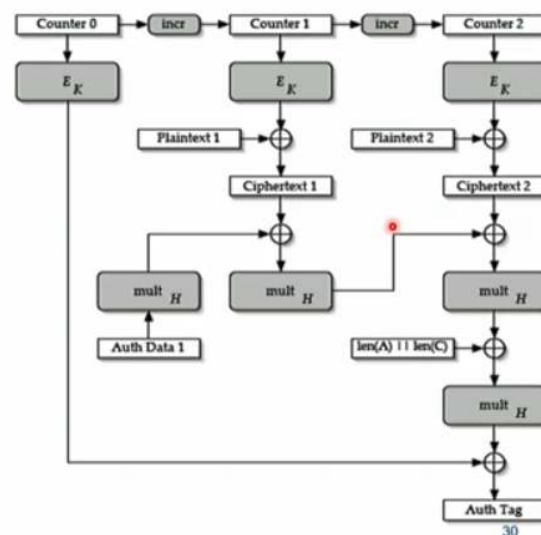 Counter 0 incr Counter 1 incr Counter 2
E K E K E K
Plaintext 1 Plaintext 2
Ciphertext 1 Ciphertext 2
mult H mult H mult H
Auth Data 1 len(A) || len(C)
mult H
Auth Tag
30